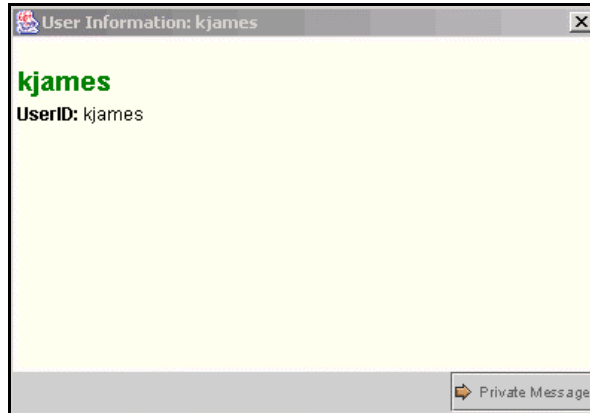 User Information: kjames
kjames
UserID: kjames
Private Message